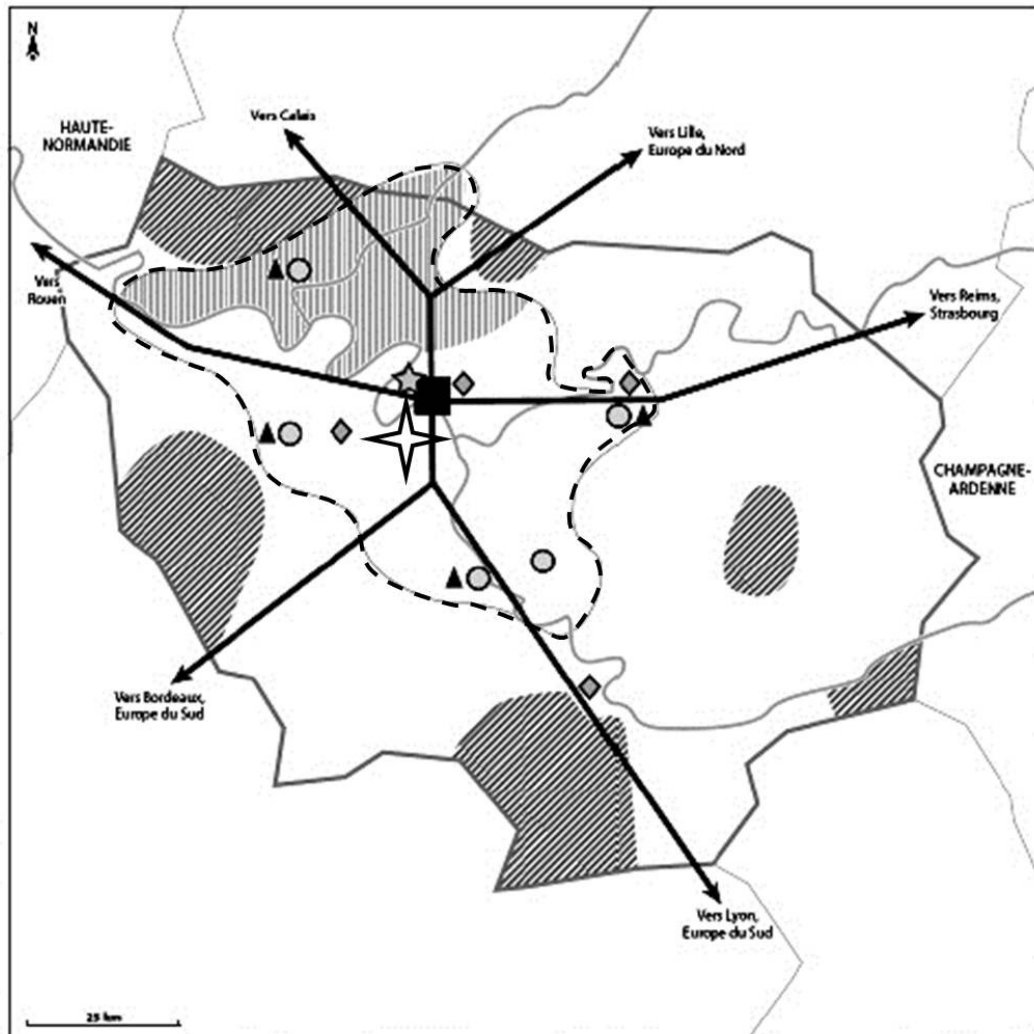 N
HAUTE-
NORMANDIE
Vers Calais
Vers Lille,
Europe du Nord
Vers
Rouen
Vers Reims,
Strasbourg
CHAMPAGNE-
ARDENNE
Vers Bordeaux,
Europe du Sud
Vers Lyon,
Europe du Sud
25 km